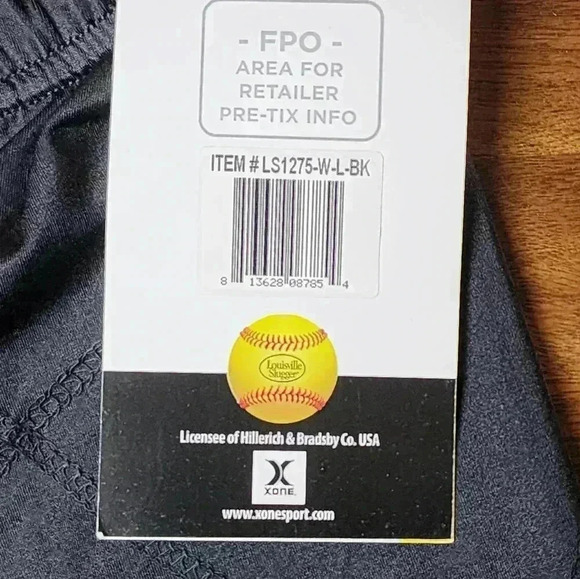 - FPO -
AREA FOR
RETAILER
PRE-TIX INFO
ITEM # LS1275-W-L-BK
8 13628 08785 4
Louisville
Slugger
Licensee of Hillerich & Bradsby Co. USA
XONE
www.xonesport.com